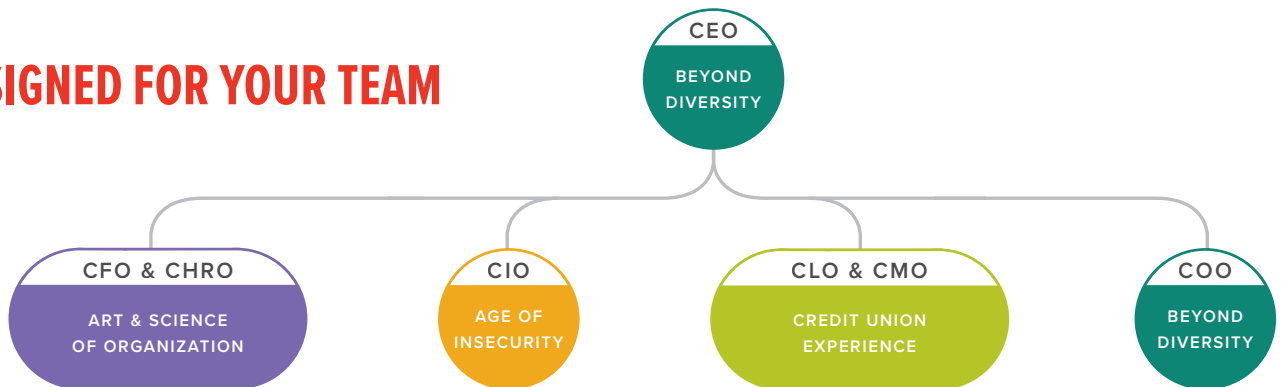 CEO
BEYOND
DIVERSITY
SIGNED FOR YOUR TEAM
CFO & CHRO
ART & SCIENCE
OF ORGANIZATION
CIO
AGE OF
INSECURITY
CLO & CMO
CREDIT UNION
EXPERIENCE
COO
BEYOND
DIVERSITY